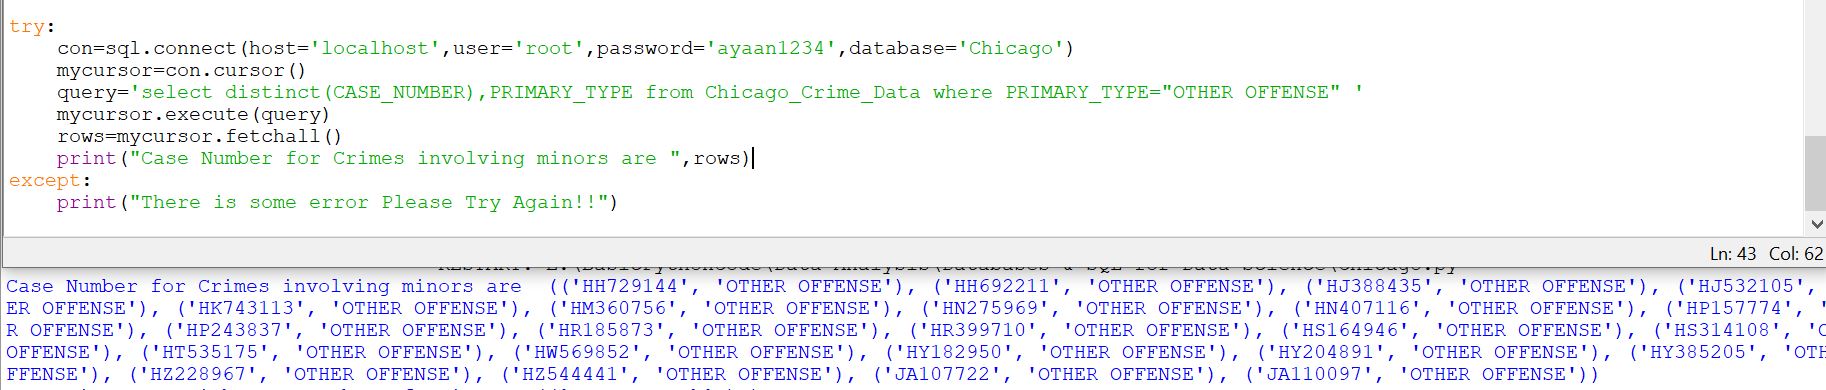 try:
    con=sql.connect(host='localhost',user='root',password='ayaan1234',database='Chicago')
    mycursor=con.cursor()
    query='select distinct(CASE_NUMBER),PRIMARY_TYPE from Chicago_Crime_Data where PRIMARY_TYPE="OTHER OFFENSE" '
    mycursor.execute(query)
    rows=mycursor.fetchall()
    print("Case Number for Crimes involving minors are ",rows)
except:
    print("There is some error Please Try Again!!")
Ln: 43 Col: 62
Case Number for Crimes involving minors are  (('HH729144', 'OTHER OFFENSE'), ('HH692211', 'OTHER OFFENSE'), ('HJ388435', 'OTHER OFFENSE'), ('HJ532105',
ER OFFENSE'), ('HK743113', 'OTHER OFFENSE'), ('HM360756', 'OTHER OFFENSE'), ('HN275969', 'OTHER OFFENSE'), ('HN407116', 'OTHER OFFENSE'), ('HP157774', '
R OFFENSE'), ('HP243837', 'OTHER OFFENSE'), ('HR185873', 'OTHER OFFENSE'), ('HR399710', 'OTHER OFFENSE'), ('HS164946', 'OTHER OFFENSE'), ('HS314108', 'O
OFFENSE'), ('HT535175', 'OTHER OFFENSE'), ('HW569852', 'OTHER OFFENSE'), ('HY182950', 'OTHER OFFENSE'), ('HY204891', 'OTHER OFFENSE'), ('HY385205', 'OTH
FFENSE'), ('HZ228967', 'OTHER OFFENSE'), ('HZ544441', 'OTHER OFFENSE'), ('JA107722', 'OTHER OFFENSE'), ('JA110097', 'OTHER OFFENSE'))